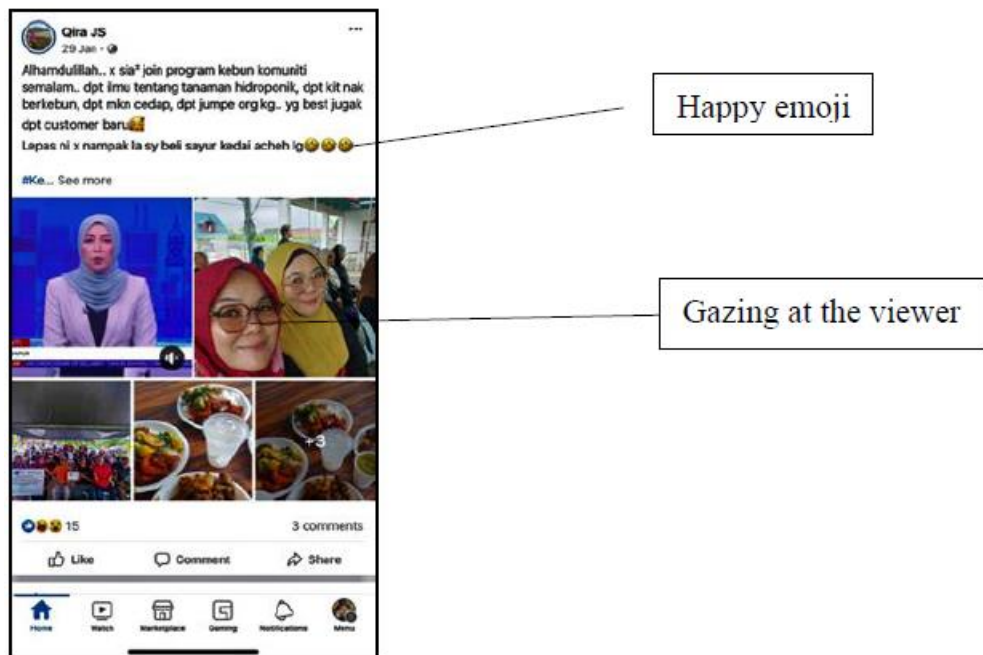 Qira JS
29 Jan
Alhamdulillah.. x sia² join program kebun komuniti
semalam.. dpt ilmu tentang tanaman hidroponik, dpt kit nak
berkebun, dpt mkn cedap, dpt jumpe org kg.. yg best jugak
dpt customer baru🥰
Lepas ni x nampak la sy beli sayur kedai acheh lg🤣🤣🤣
#Ke... See more
+3
15
3 comments
Like
Comment
Share
Home
Watch
Marketplace
Gaming
Notifications
Menu
Happy emoji
Gazing at the viewer